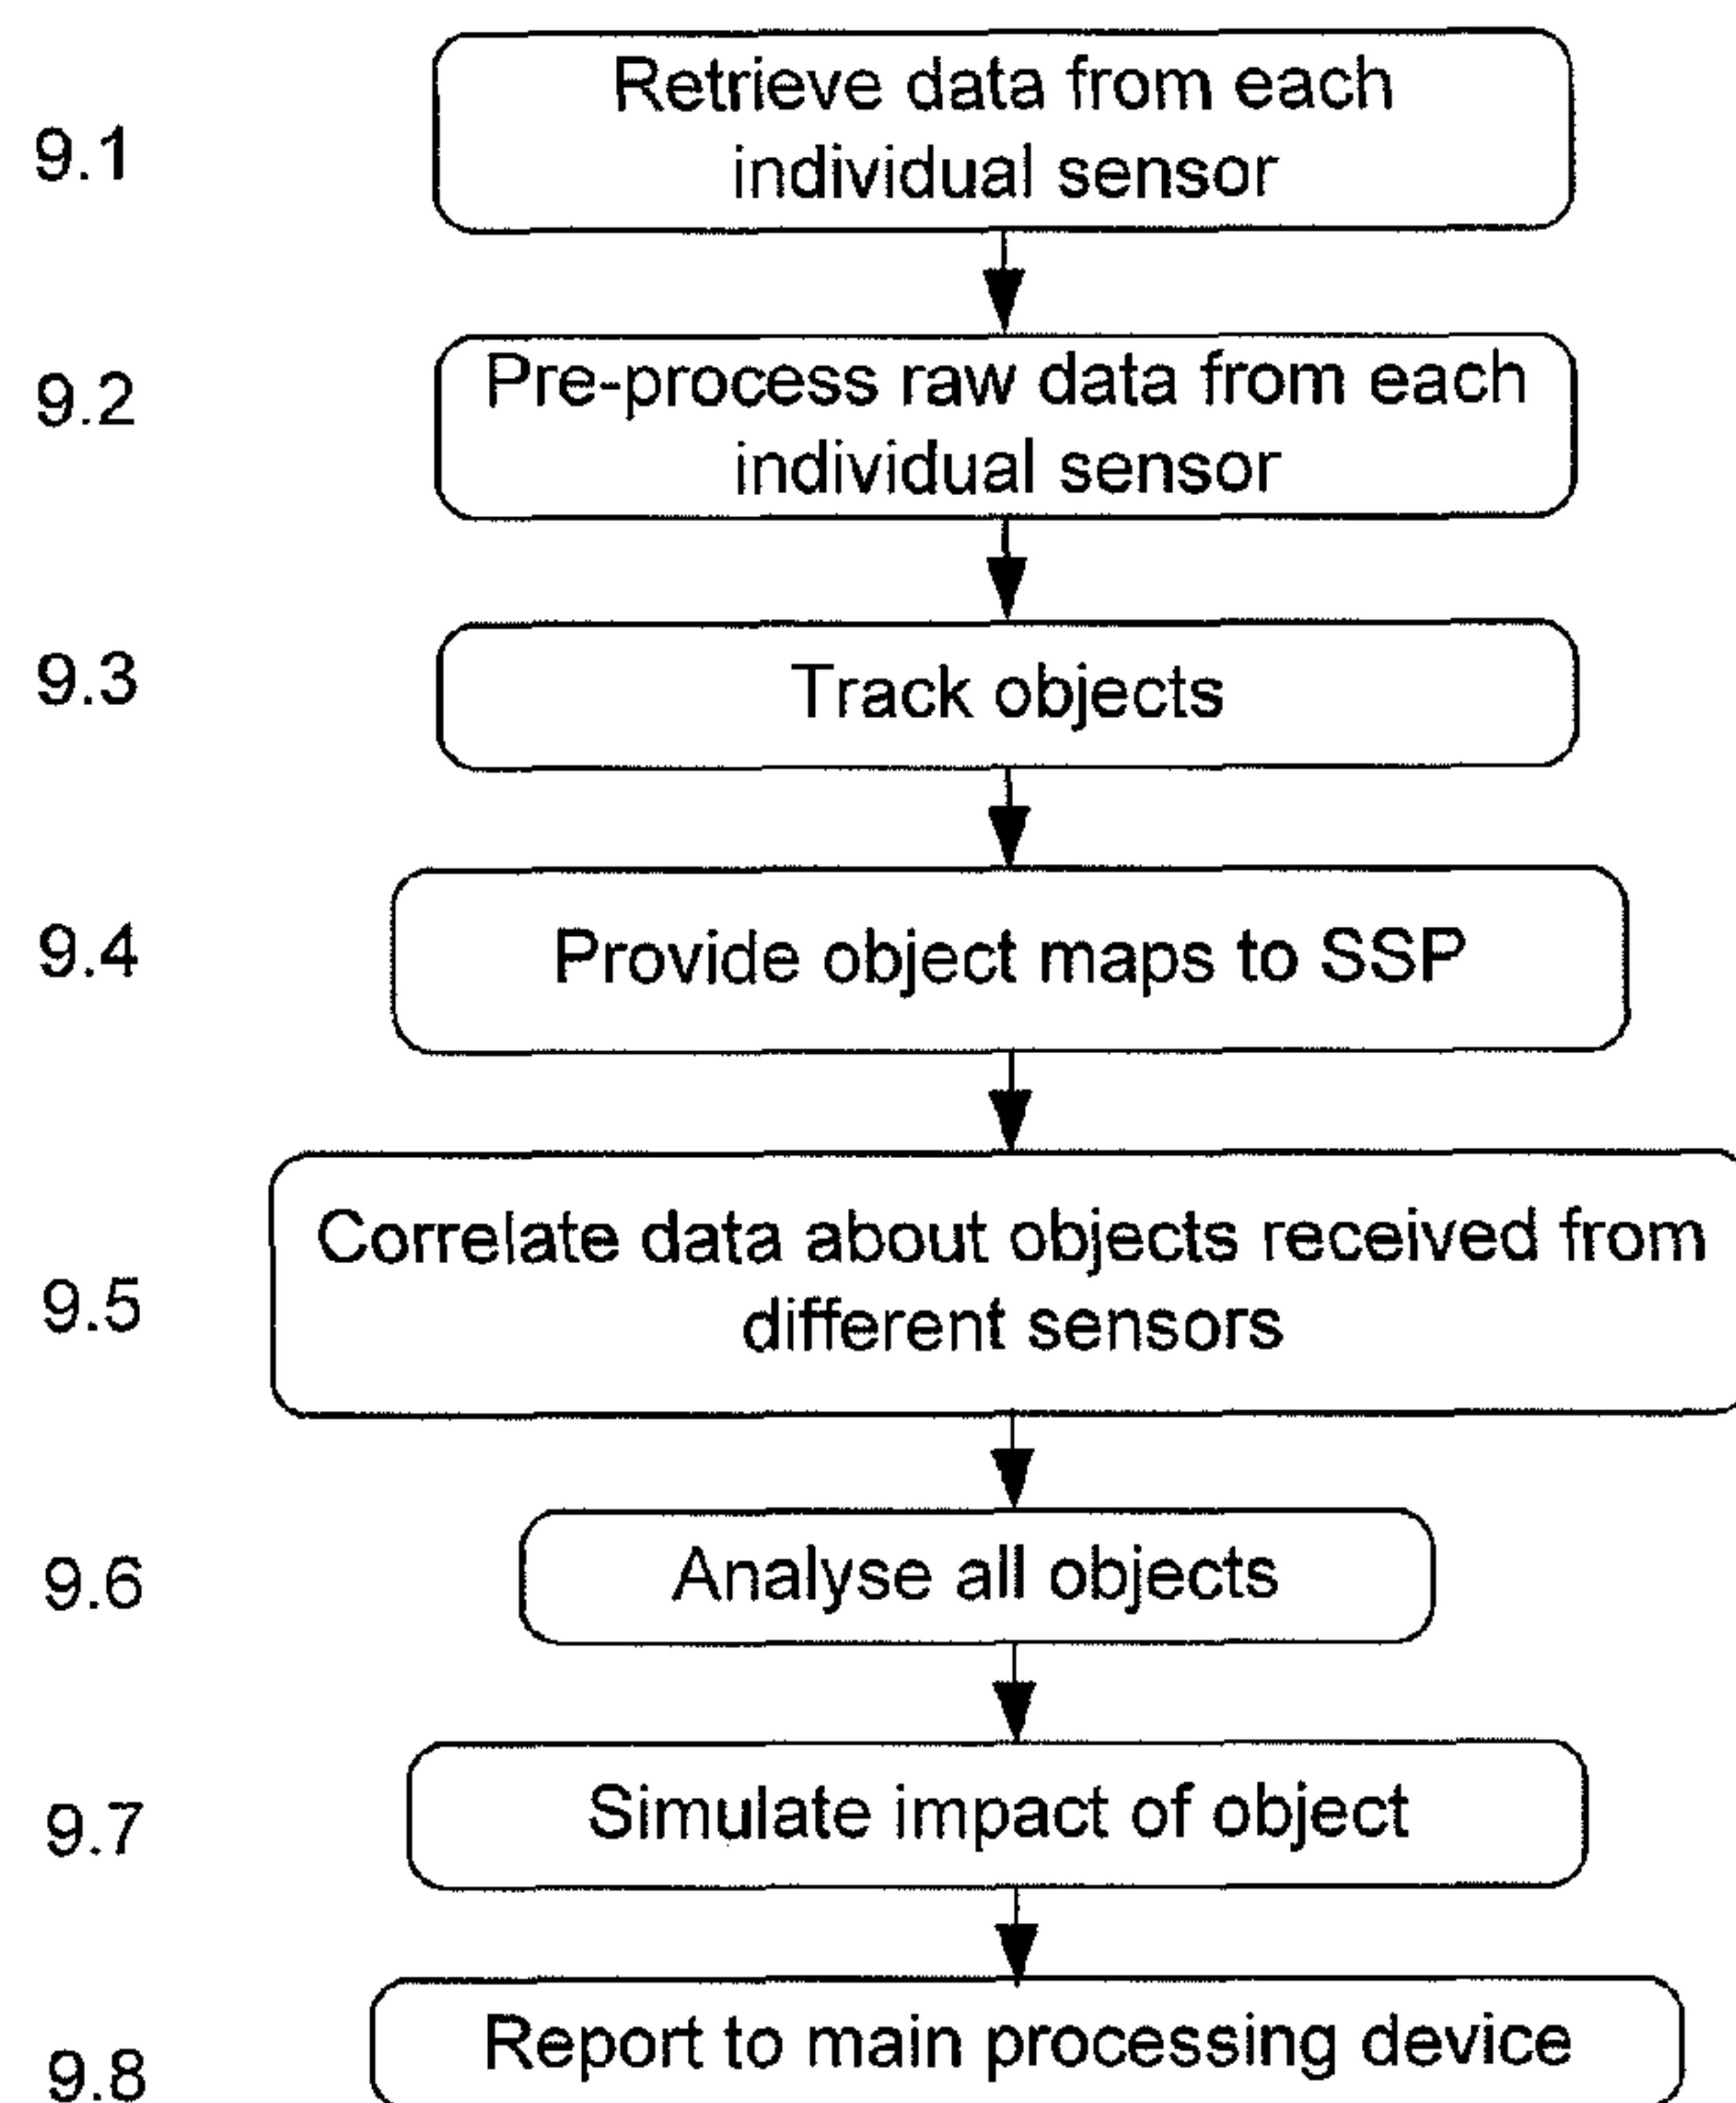 9.1
Retrieve data from each
individual sensor
9.2
Pre-process raw data from each
individual sensor
9.3
Track objects
9.4
Provide object maps to SSP
9.5
Correlate data about objects received from
different sensors
9.6
Analyse all objects
9.7
Simulate impact of object
9.8
Report to main processing device